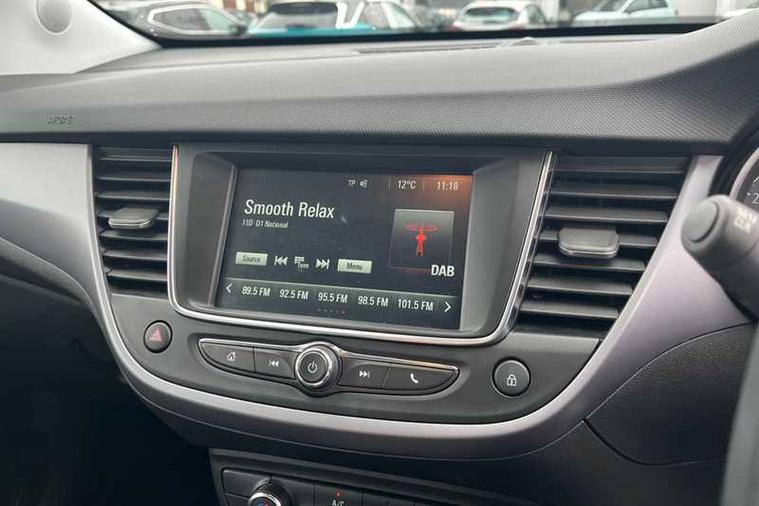 AIRBAG
TP 12°C 11:18
Smooth Relax
11D D1 National
Source Tune Menu
DAB
89.5 FM 92.5 FM 95.5 FM 98.5 FM 101.5 FM
A/C